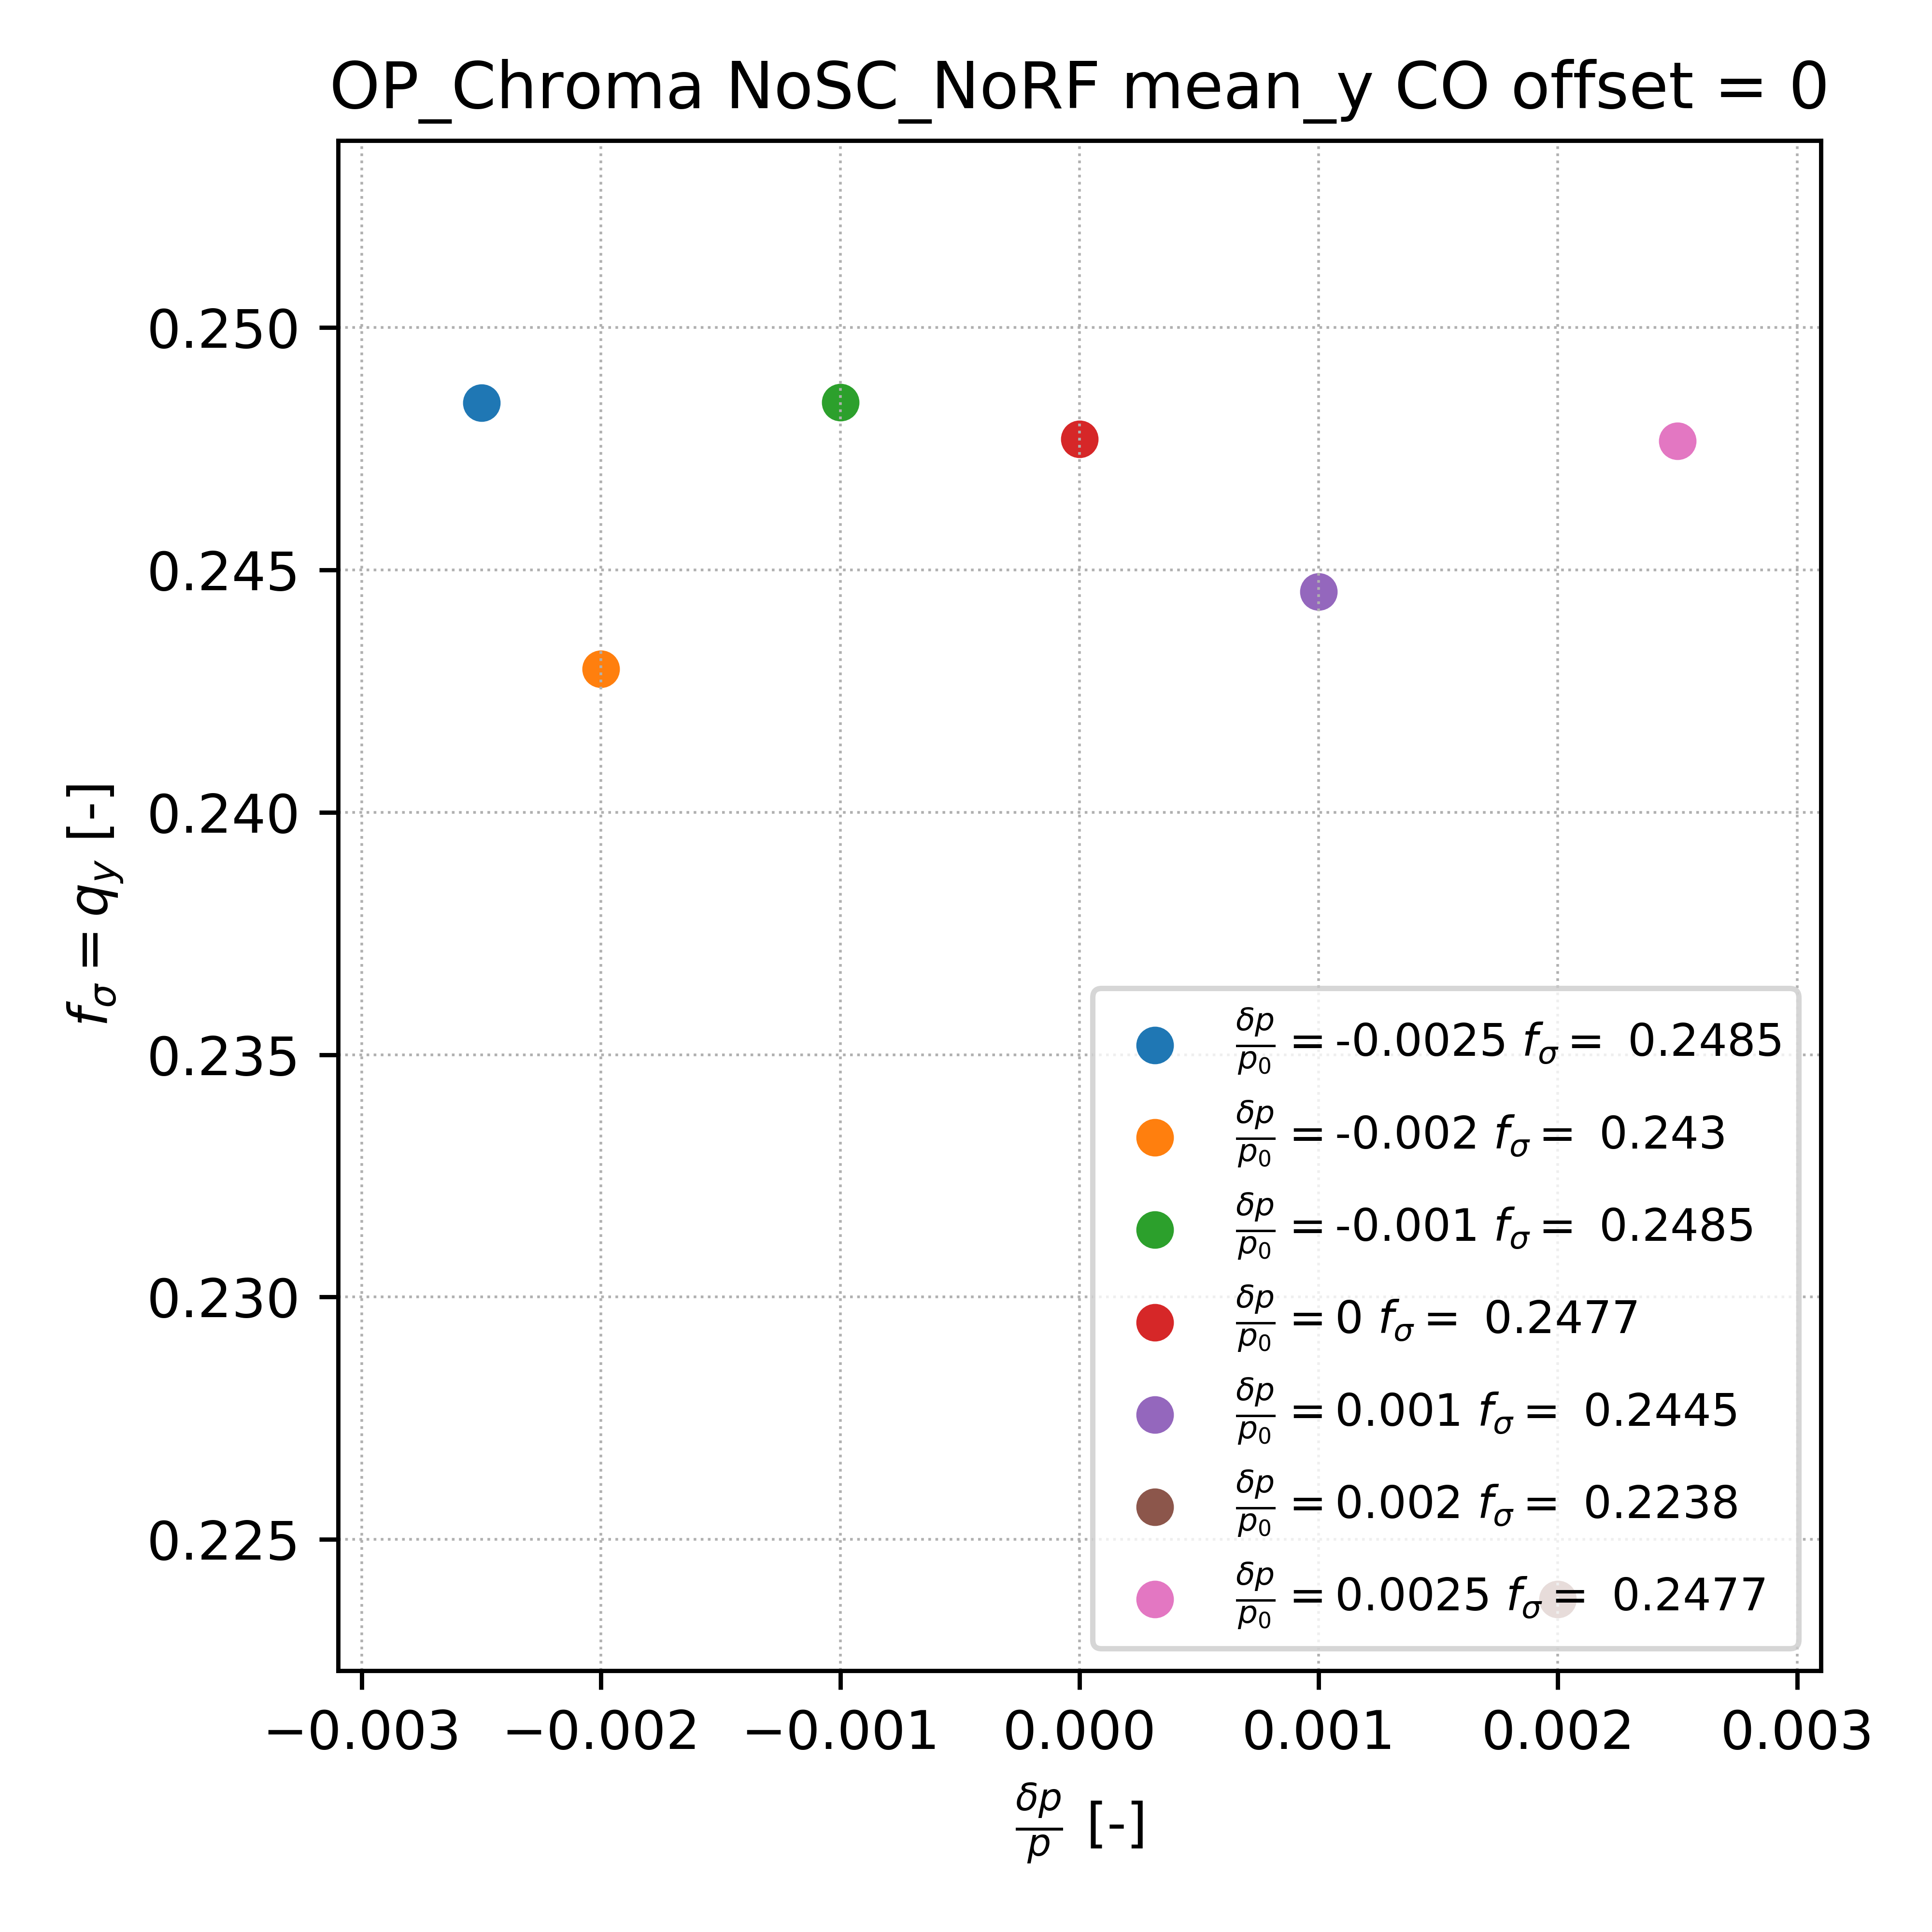 OP_Chroma NoSC_NoRF mean_y CO offset = 0
0.250
0.245
0.240
0.235
0.230
0.225
f_σ = q_y [-]
δp/p₀ = -0.0025 f_σ = 0.2485
δp/p₀ = -0.002 f_σ = 0.243
δp/p₀ = -0.001 f_σ = 0.2485
δp/p₀ = 0 f_σ = 0.2477
δp/p₀ = 0.001 f_σ = 0.2445
δp/p₀ = 0.002 f_σ = 0.2238
δp/p₀ = 0.0025 f_σ = 0.2477
−0.003 −0.002 −0.001 0.000 0.001 0.002 0.003
δp/p [-]